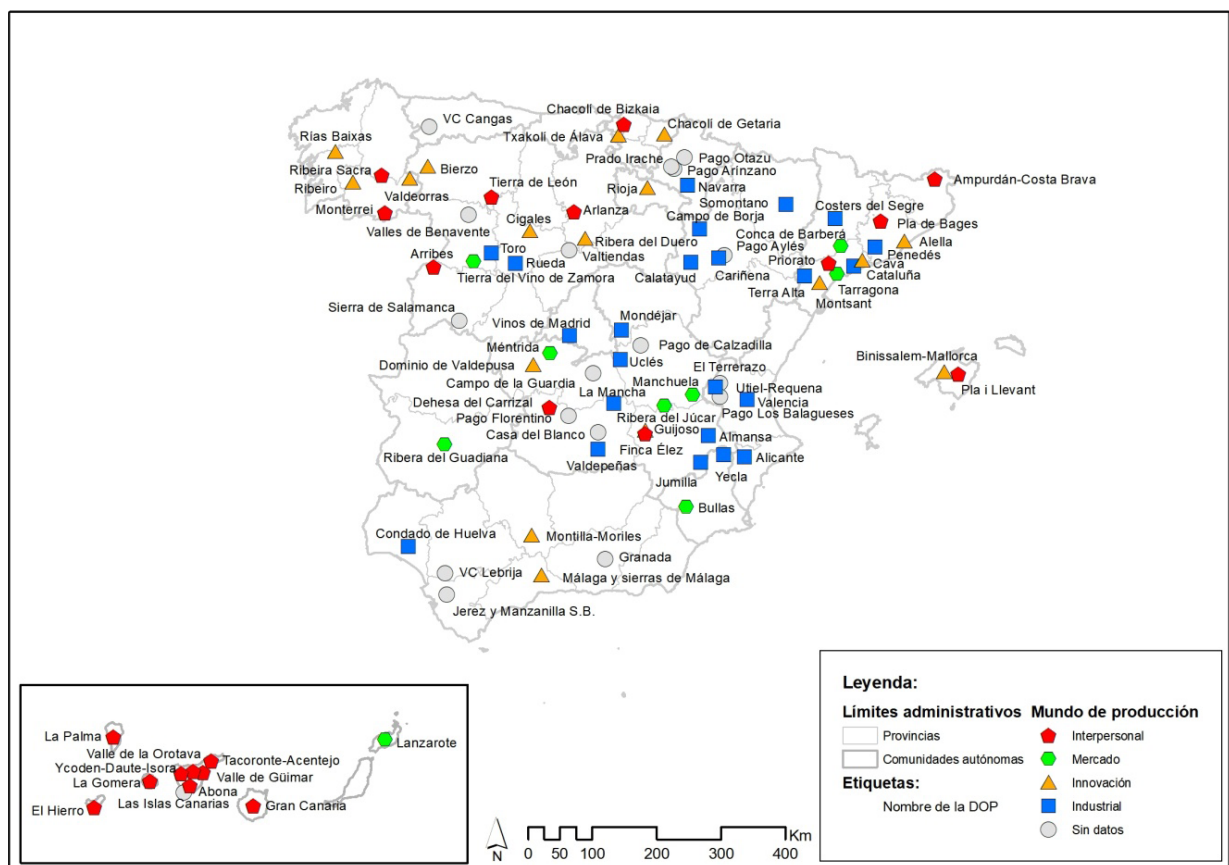 Chacolí de Bizkaia
VC Cangas
Chacolí de Getaria
Txakoli de Álava
Rías Baixas
Prado Irache
Pago Otazu
Pago Arínzano
Bierzo
Ribeira Sacra
Tierra de León
Ampurdán-Costa Brava
Ribeiro
Rioja
Navarra
Valdeorras
Somontano
Costers del Segre
Monterrei
Arlanza
Cigales
Campo de Borja
Pla de Bages
Valles de Benavente
Conca de Barberá
Ribera del Duero
Pago Aylés
Alella
Arribes
Toro
Valtiendas
Penedés
Priorato
Cava
Rueda
Cataluña
Tierra del Vino de Zamora
Calatayud
Cariñena
Tarragona
Terra Alta
Montsant
Sierra de Salamanca
Mondéjar
Vinos de Madrid
Méntrida
Pago de Calzadilla
Binissalem-Mallorca
Uclés
Dominio de Valdepusa
El Terrerazo
Campo de la Guardia
Manchuela
Utiel-Requena
Pla i Llevant
La Mancha
Dehesa del Carrizal
Valencia
Pago Florentino
Ribera del Júcar
Pago Los Balagueses
Guijoso
Casa del Blanco
Almansa
Finca Élez
Ribera del Guadiana
Alicante
Valdepeñas
Yecla
Jumilla
Bullas
Condado de Huelva
Montilla-Moriles
Granada
VC Lebrija
Málaga y sierras de Málaga
Jerez y Manzanilla S.B.
La Palma
Lanzarote
Valle de la Orotava
Tacoronte-Acentejo
Ycoden-Daute-Isora
Valle de Güimar
La Gomera
Abona
Las Islas Canarias
El Hierro
Gran Canaria
N
Km
0 50 100 200 300 400
Leyenda:
Límites administrativos
Provincias
Comunidades autónomas
Etiquetas:
Nombre de la DOP
Mundo de producción
Interpersonal
Mercado
Innovación
Industrial
Sin datos